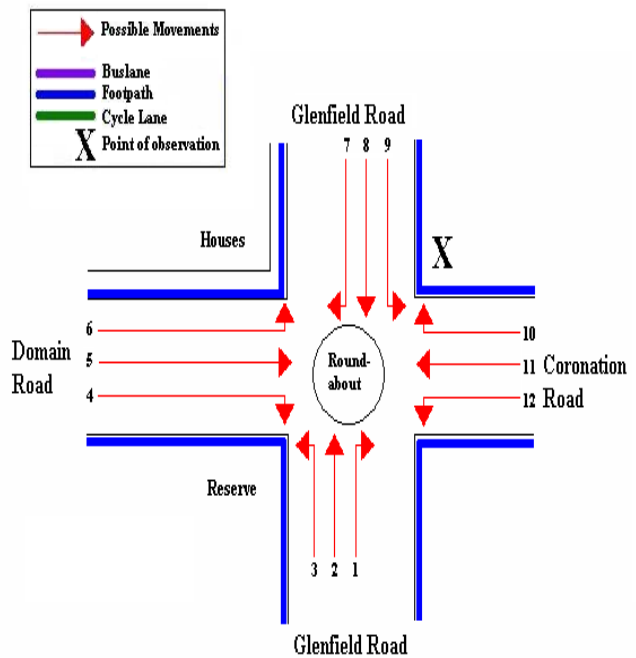 Possible Movements
Buslane
Footpath
Cycle Lane
X Point of observation
Glenfield Road
7 8 9
Houses
X
6
10
Domain
Road
5
Round-
about
11 Coronation
Road
4
12
Reserve
3 2 1
Glenfield Road